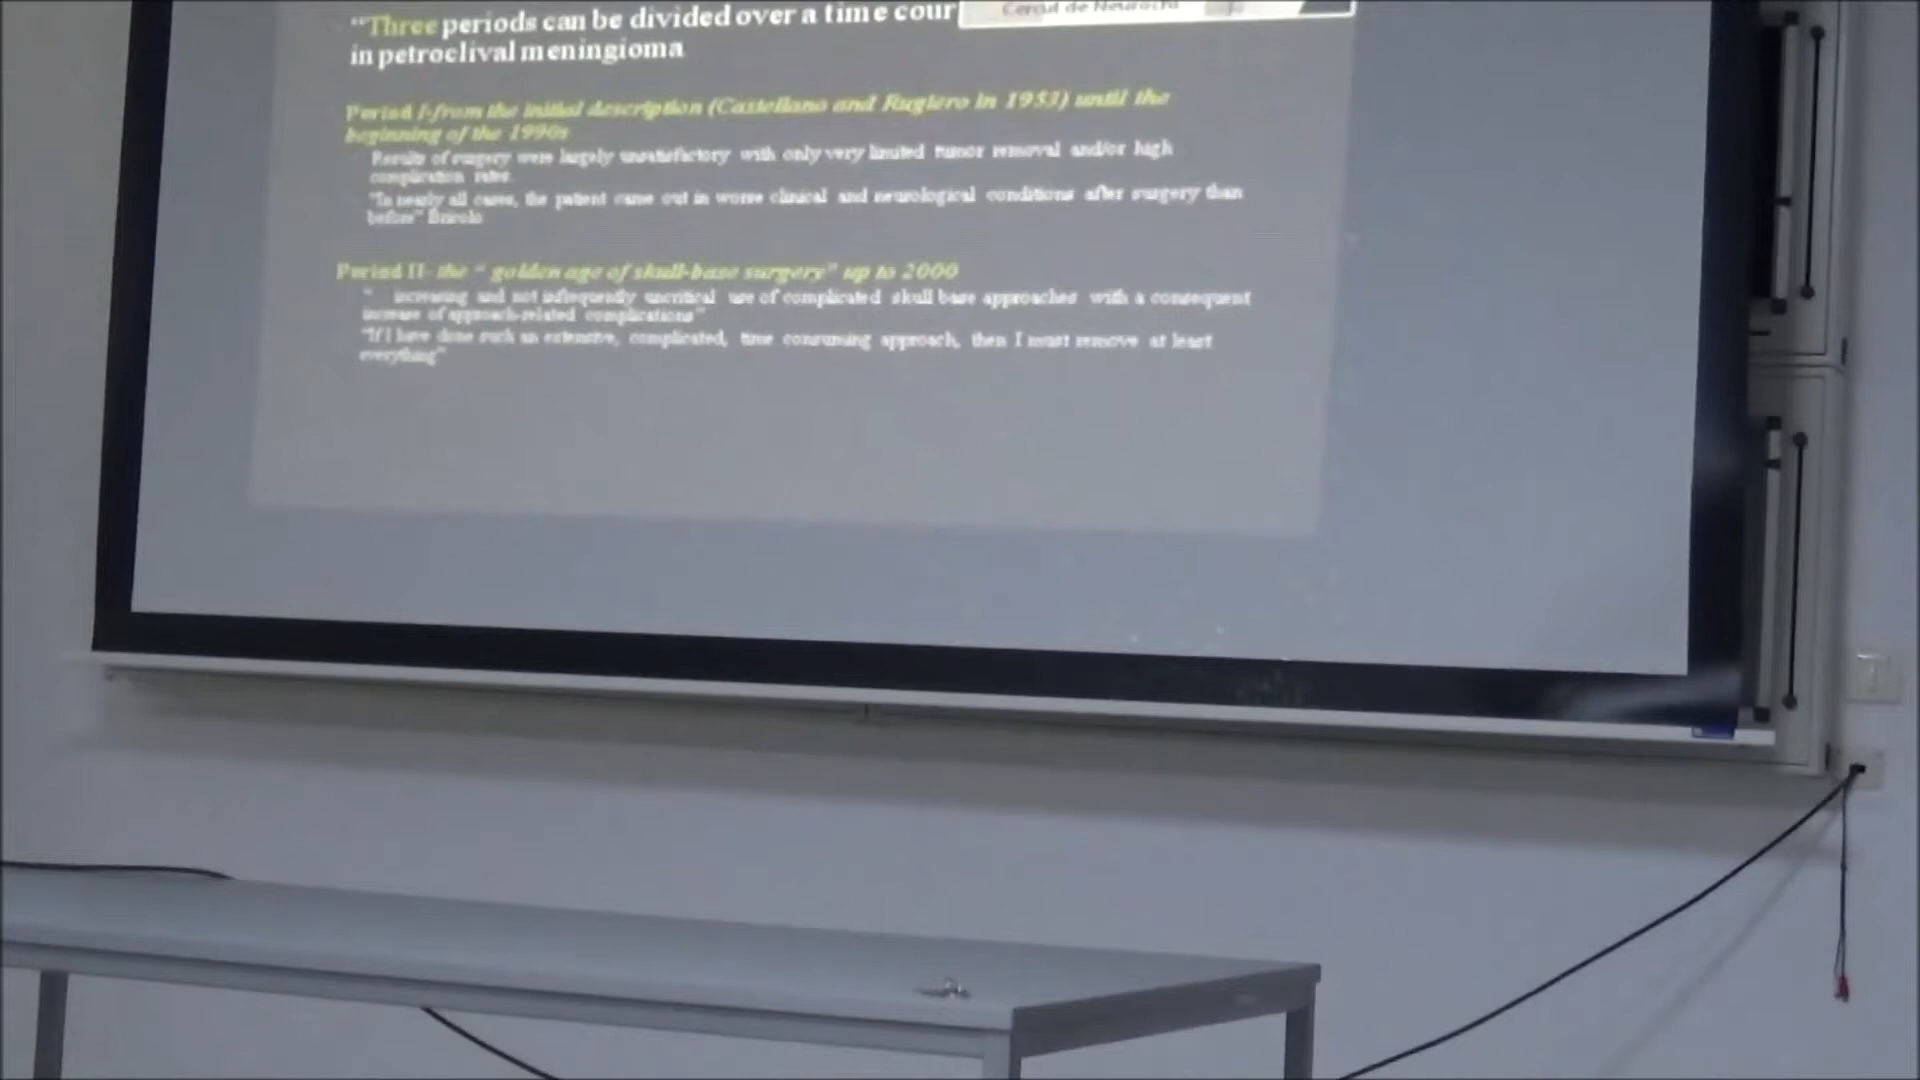 "Three periods can be divided over a time cour
Cercul de Neurochi
in petroclival meningioma
Period I-from the initial description (Castellano and Rugiero in 1953) until the
beginning of the 1990s
Results of surgery were largely unsatisfactory with only very limited tumor removal and/or high
complication rates
"In nearly all cases, the patient came out in worse clinical and neurological conditions after surgery than
before"
Period II- the " golden age of skull-base surgery" up to 2000
" increasing and not infrequently uncritical use of complicated skull base approaches with a consequent
increase of approach-related complications"
"If I have done such an extensive, complicated, time consuming approach, then I must remove at least
everything"